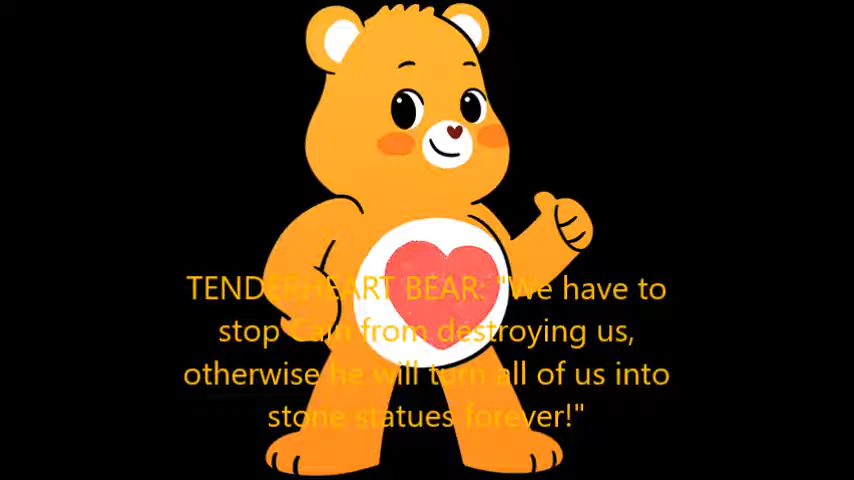 TENDERHEART BEAR: "We have to
stop Cain from destroying us,
otherwise he will turn all of us into
stone statues forever!"